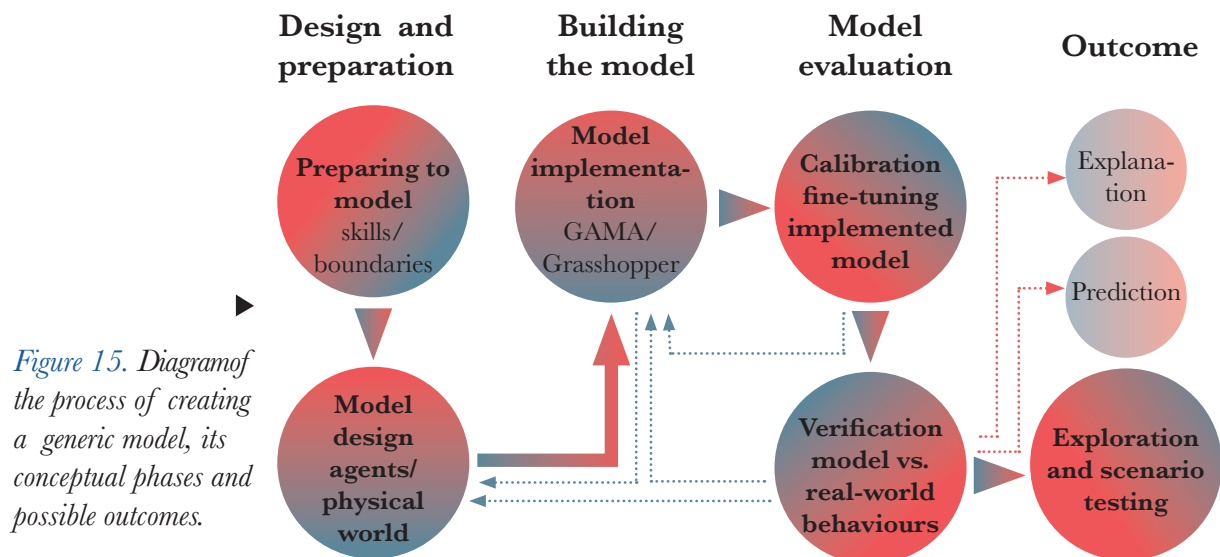 Design and
preparation
Building
the model
Model
evaluation
Outcome
Preparing to
model
skills/
boundaries
Model
implementa-
tion
GAMA/
Grasshopper
Calibration
fine-tuning
implemented
model
Explana-
tion
Prediction
Figure 15. Diagramof
the process of creating
a generic model, its
conceptual phases and
possible outcomes.
Model
design
agents/
physical
world
Verification
model vs.
real-world
behaviours
Exploration
and scenario
testing